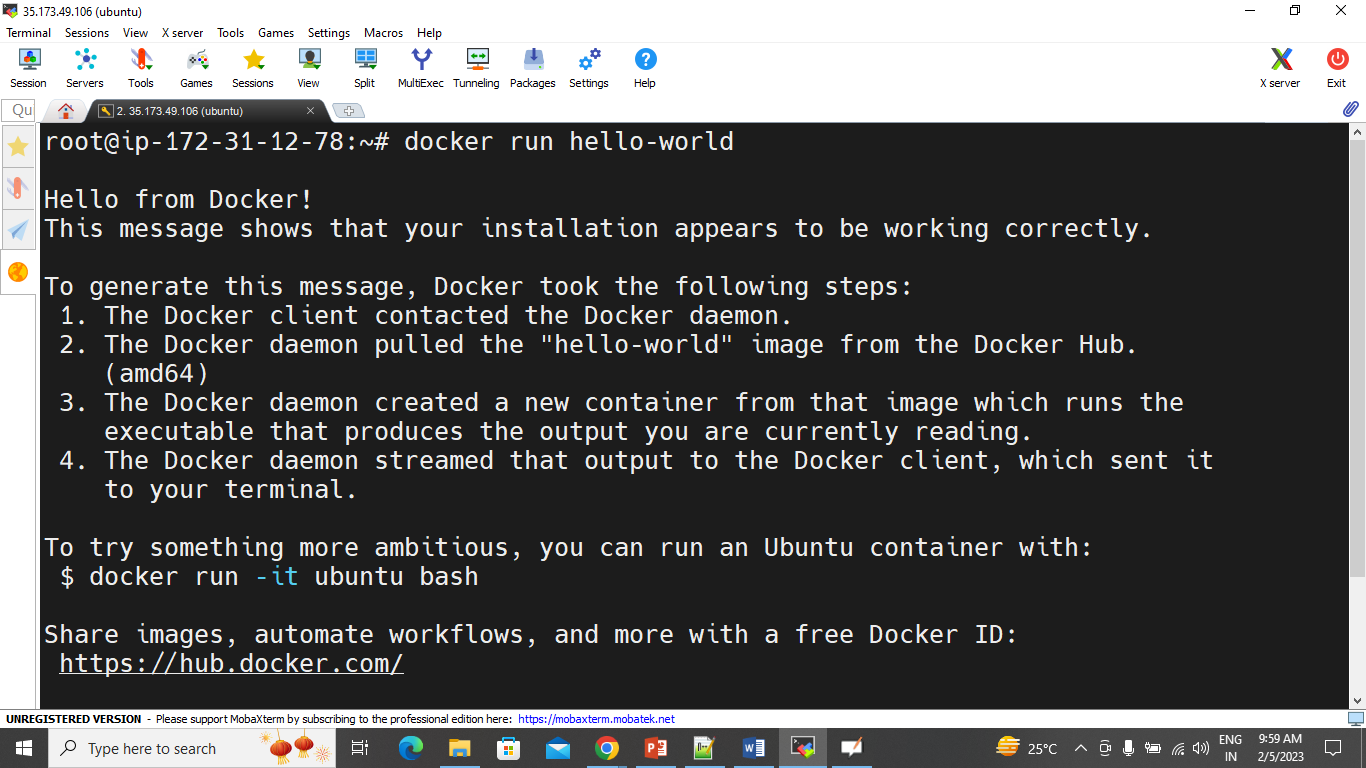 35.173.49.106 (ubuntu)
Terminal Sessions View X server Tools Games Settings Macros Help
Session Servers Tools Games Sessions View Split MultiExec Tunneling Packages Settings Help X server Exit
Qu
2. 35.173.49.106 (ubuntu)
root@ip-172-31-12-78:~# docker run hello-world
Hello from Docker!
This message shows that your installation appears to be working correctly.
To generate this message, Docker took the following steps:
1. The Docker client contacted the Docker daemon.
2. The Docker daemon pulled the "hello-world" image from the Docker Hub.
(amd64)
3. The Docker daemon created a new container from that image which runs the
executable that produces the output you are currently reading.
4. The Docker daemon streamed that output to the Docker client, which sent it
to your terminal.
To try something more ambitious, you can run an Ubuntu container with:
$ docker run -it ubuntu bash
Share images, automate workflows, and more with a free Docker ID:
https://hub.docker.com/
UNREGISTERED VERSION - Please support MobaXterm by subscribing to the professional edition here: https://mobaxterm.mobatek.net
Type here to search
25°C
ENG
IN
9:59 AM
2/5/2023